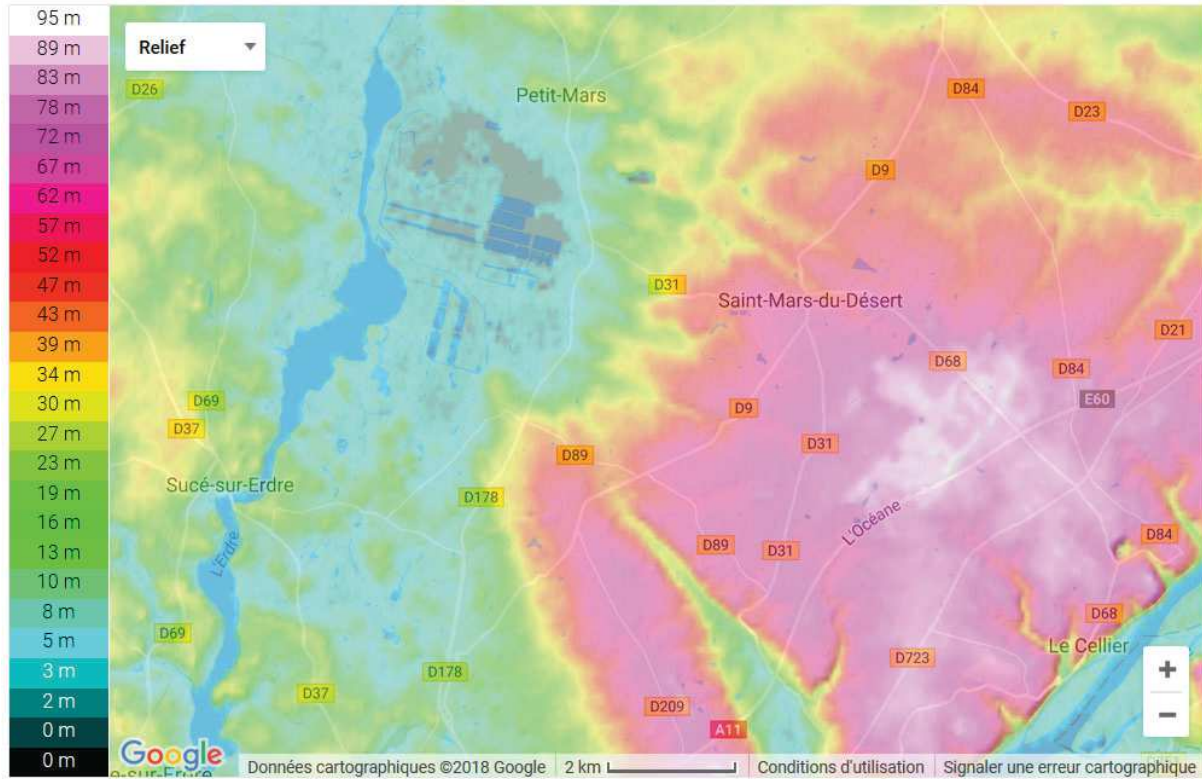 95 m
89 m
83 m
78 m
72 m
67 m
62 m
57 m
52 m
47 m
43 m
39 m
34 m
30 m
27 m
23 m
19 m
16 m
13 m
10 m
8 m
5 m
3 m
2 m
0 m
0 m
Relief
D26
Petit-Mars
D84
D23
D9
D31
Saint-Mars-du-Désert
D21
D68
D84
E60
D69
D37
D9
D31
D89
Sucé-sur-Erdre
D178
L'Océane
L'Erdre
D89
D31
D84
D69
D68
Le Cellier
D178
D723
D37
D209
A11
+
−
Google
Données cartographiques ©2018 Google
2 km
Conditions d'utilisation
Signaler une erreur cartographique
e-sur-Erdre